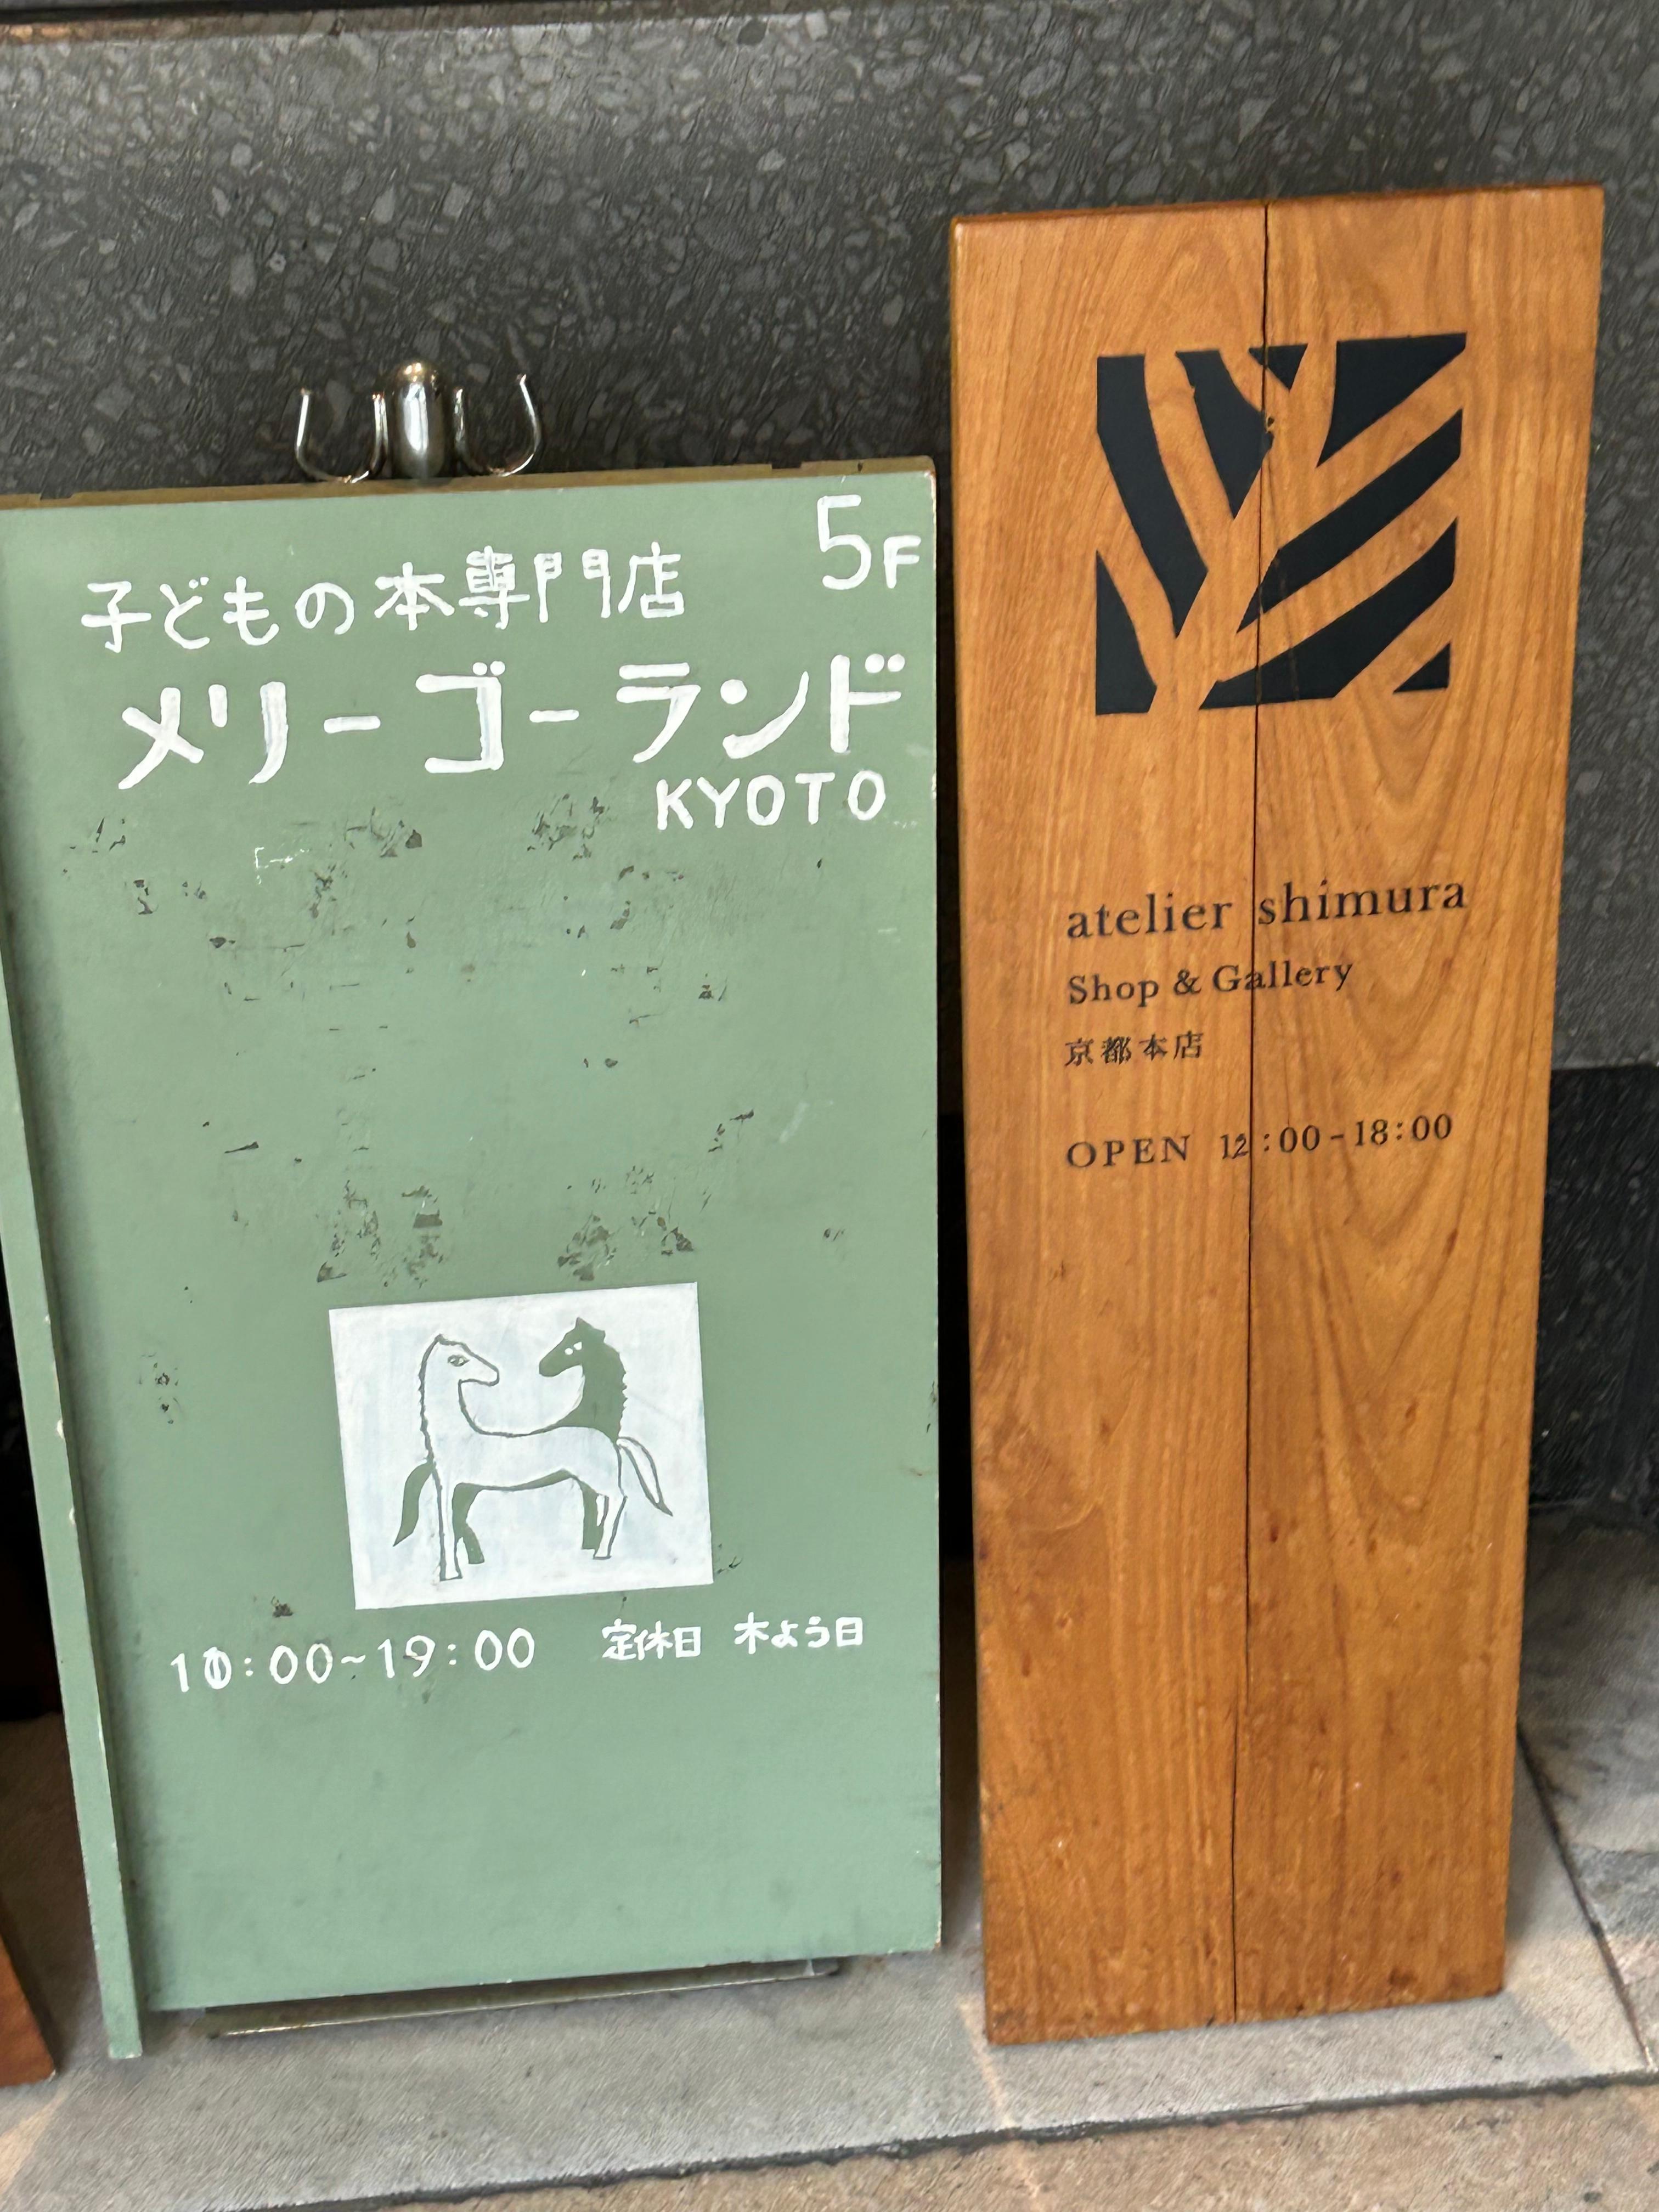 5F
子どもの本専門店
メリーゴーランド
KYOTO
10:00~19:00 定休日 木よう日
atelier shimura
Shop & Gallery
京都本店
OPEN 12:00-18:00